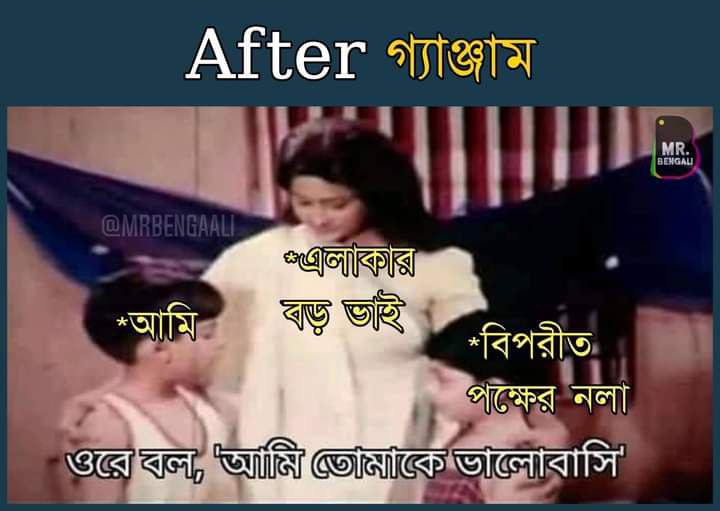 After গ্যাঞ্জাম
MR.
BENGALI
@MRBENGAALI
*এলাকার
বড় ভাই
*আমি
*বিপরীত
পক্ষের নলা
ওরে বল, 'আমি তোমাকে ভালোবাসি'